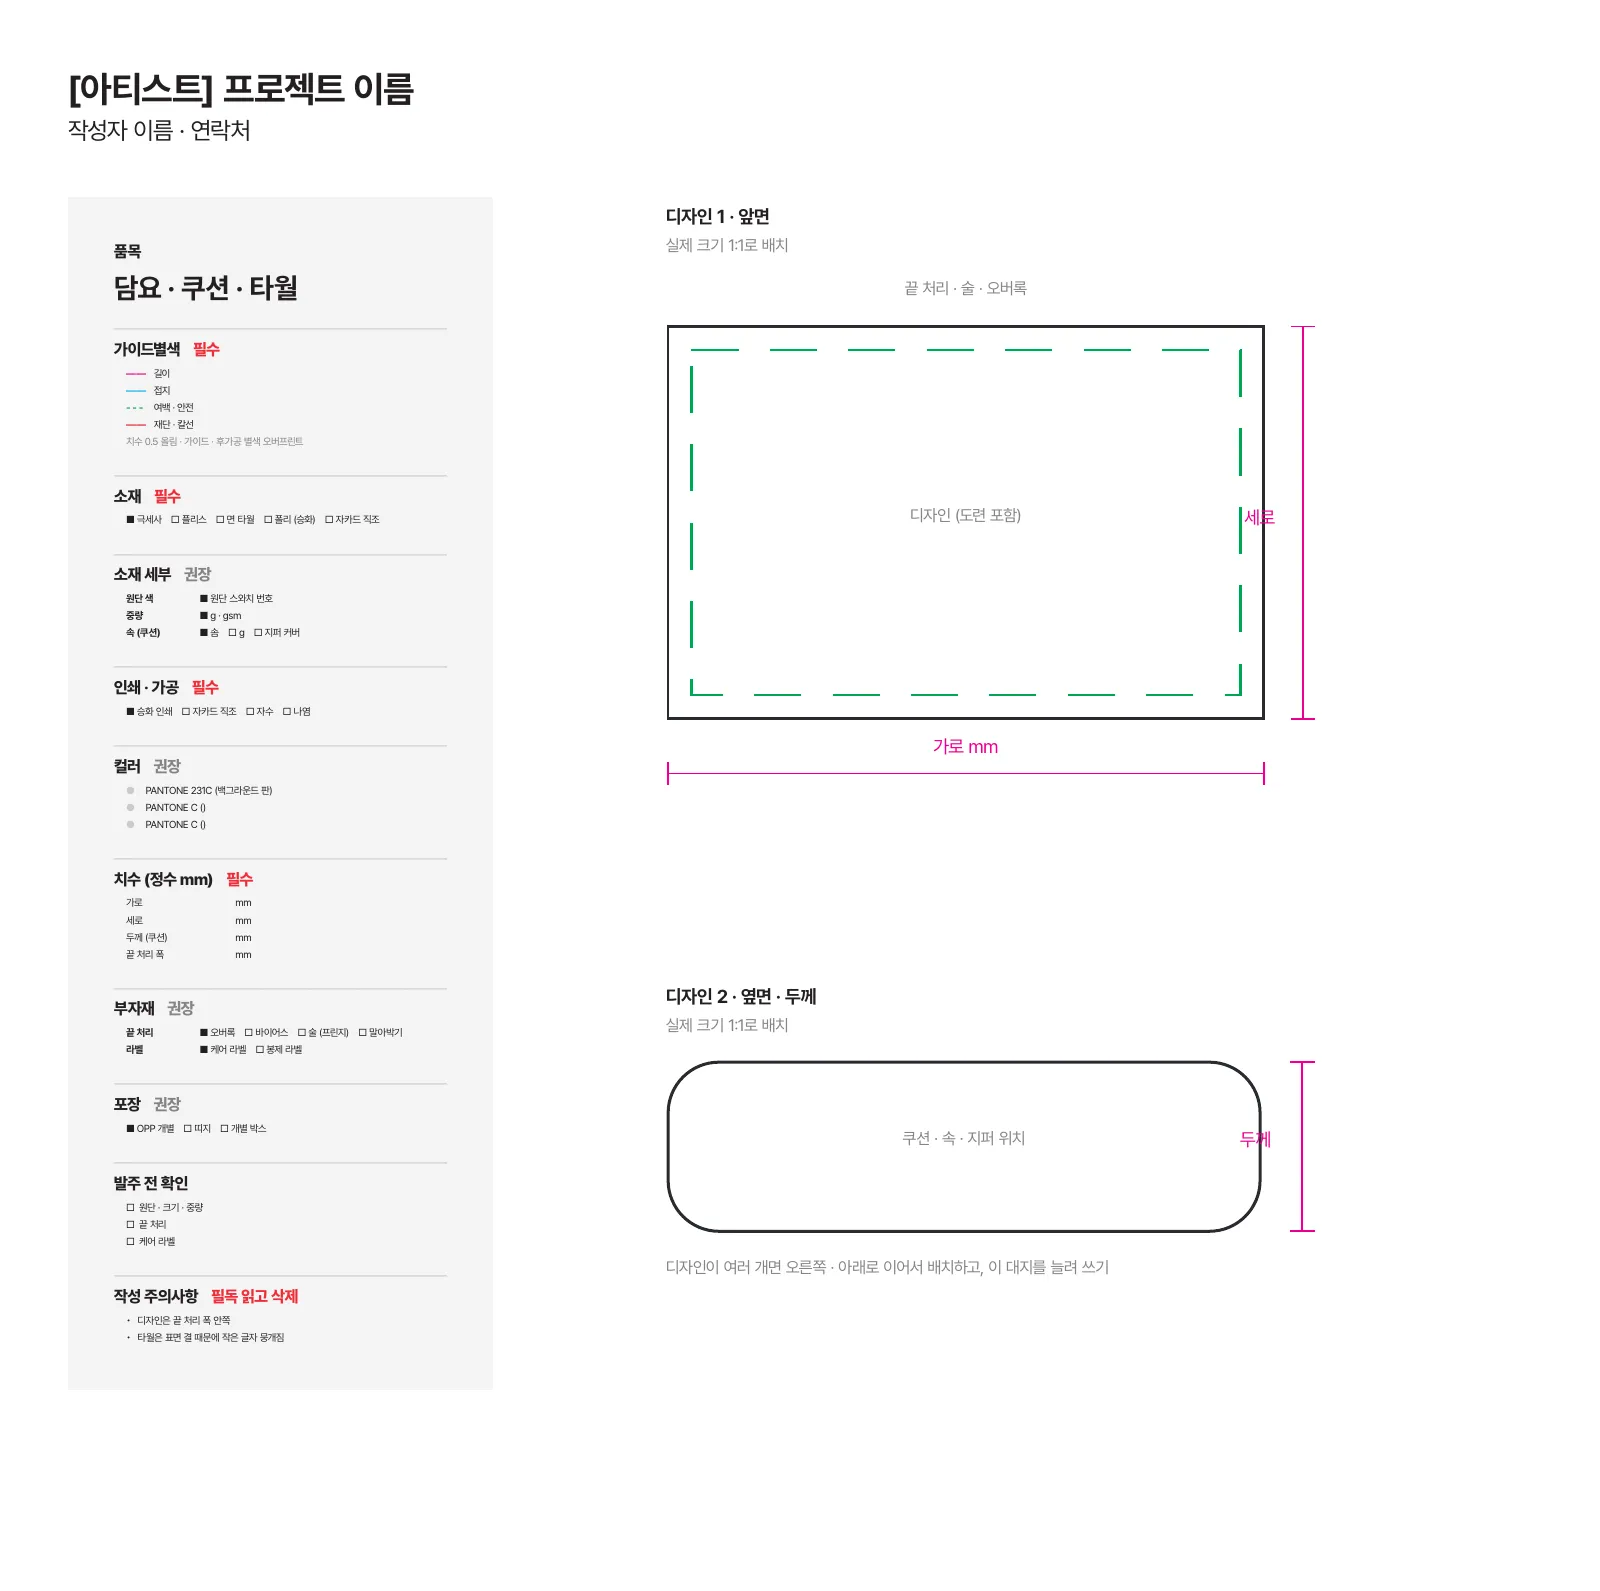 [아티스트] 프로젝트 이름
작성자 이름 · 연락처
품목
담요 · 쿠션 · 타월
가이드별색 필수
길이
접지
여백 · 안전
재단 · 칼선
치수 0.5 올림 · 가이드 · 후가공 별색 오버프린트
소재 필수
■ 극세사 □ 플리스 □ 면 타월 □ 폴리 (승화) □ 자카드 직조
소재 세부 권장
원단 색 ■ 원단 스와치 번호
중량 ■ g · gsm
속 (쿠션) ■ 솜 □ g □ 지퍼 커버
인쇄 · 가공 필수
■ 승화 인쇄 □ 자카드 직조 □ 자수 □ 나염
컬러 권장
PANTONE 231C (백그라운드 판)
PANTONE C ()
PANTONE C ()
치수 (정수 mm) 필수
가로 mm
세로 mm
두께 (쿠션) mm
끝 처리 폭 mm
부자재 권장
끝 처리 ■ 오버록 □ 바이어스 □ 술 (프린지) □ 말아박기
라벨 ■ 케어 라벨 □ 봉제 라벨
포장 권장
■ OPP 개별 □ 띠지 □ 개별 박스
발주 전 확인
□ 원단 · 크기 · 중량
□ 끝 처리
□ 케어 라벨
작성 주의사항 필독 읽고 삭제
• 디자인은 끝 처리 폭 안쪽
• 타월은 표면 결 때문에 작은 글자 뭉개짐
디자인 1 · 앞면
실제 크기 1:1로 배치
끝 처리 · 술 · 오버록
디자인 (도련 포함)
세로
가로 mm
디자인 2 · 옆면 · 두께
실제 크기 1:1로 배치
쿠션 · 속 · 지퍼 위치
두께
디자인이 여러 개면 오른쪽 · 아래로 이어서 배치하고, 이 대지를 늘려 쓰기